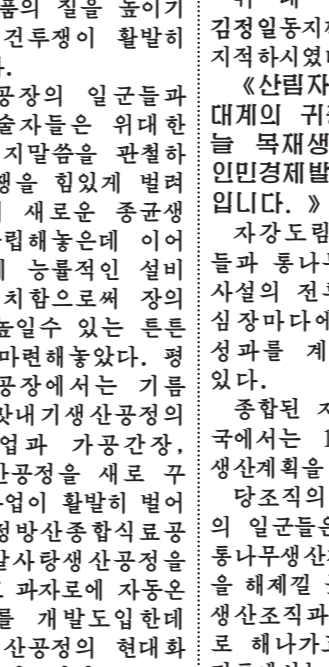 품의 질을 높이기
건투쟁이 활발히
다.
공장의 일군들과
술자들은 위대한
지말씀을 관철하
쟁을 힘있게 벌려
새로운 종균생
립해놓은데 이어
능률적인 설비
치함으로써 장의
높일수 있는 튼튼
마련해놓았다. 평
공장에서는 기름
맛내기생산공정의
업과 가공간장,
산공정을 새로 꾸
업이 활발히 벌어
정방산종합식료공
알사탕생산공정을
과자로에 자동온
를 개발도입한데
산공정의 현대화
김정일동지께
지적하시였다
《산림자
대계의 귀
늘 목재생
인민경제발
입니다. 》
자강도림
들과 통나무
사설의 전투
심장마다에
성과를 계
있다.
종합된 자
국에서는 1
생산계획을
당조직의
의 일군들은
통나무생산
을 해제낄
생산조직과
로 해나가